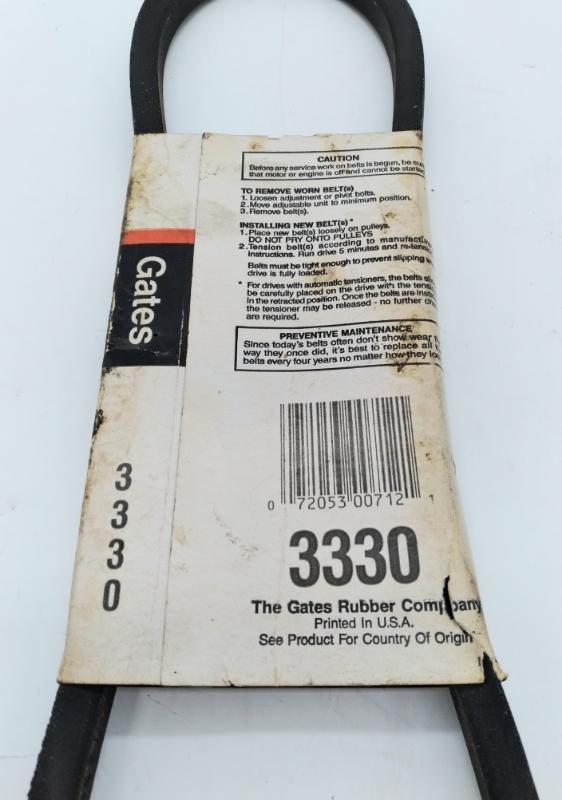 CAUTION
Before any service work on belts is begun, be sure
that motor or engine is off and cannot be started
TO REMOVE WORN BELT(s)
1. Loosen adjustment or pivot bolts.
2. Move adjustable unit to minimum position.
3. Remove belt(s).
INSTALLING NEW BELT(s) *
1. Place new belt(s) loosely on pulleys.
DO NOT PRY ONTO PULLEYS
2. Tension belt(s) according to
instructions. Run drive 5 minutes and
Belts must be tight enough to prevent slipping
drive is fully loaded.
* For drives with automatic tensioners, the belts
be carefully placed on the drive with the
in the retracted position. Once the belts are
the tensioner may be released - no further
are required.
PREVENTIVE MAINTENANCE
Since today's belts often don't show wear
way they once did, it's best to replace all
belts every four years no matter how they
Gates
3
3
3
0
0 72053 00712 1
3330
The Gates Rubber Company
Printed In U.S.A.
See Product For Country Of Origin